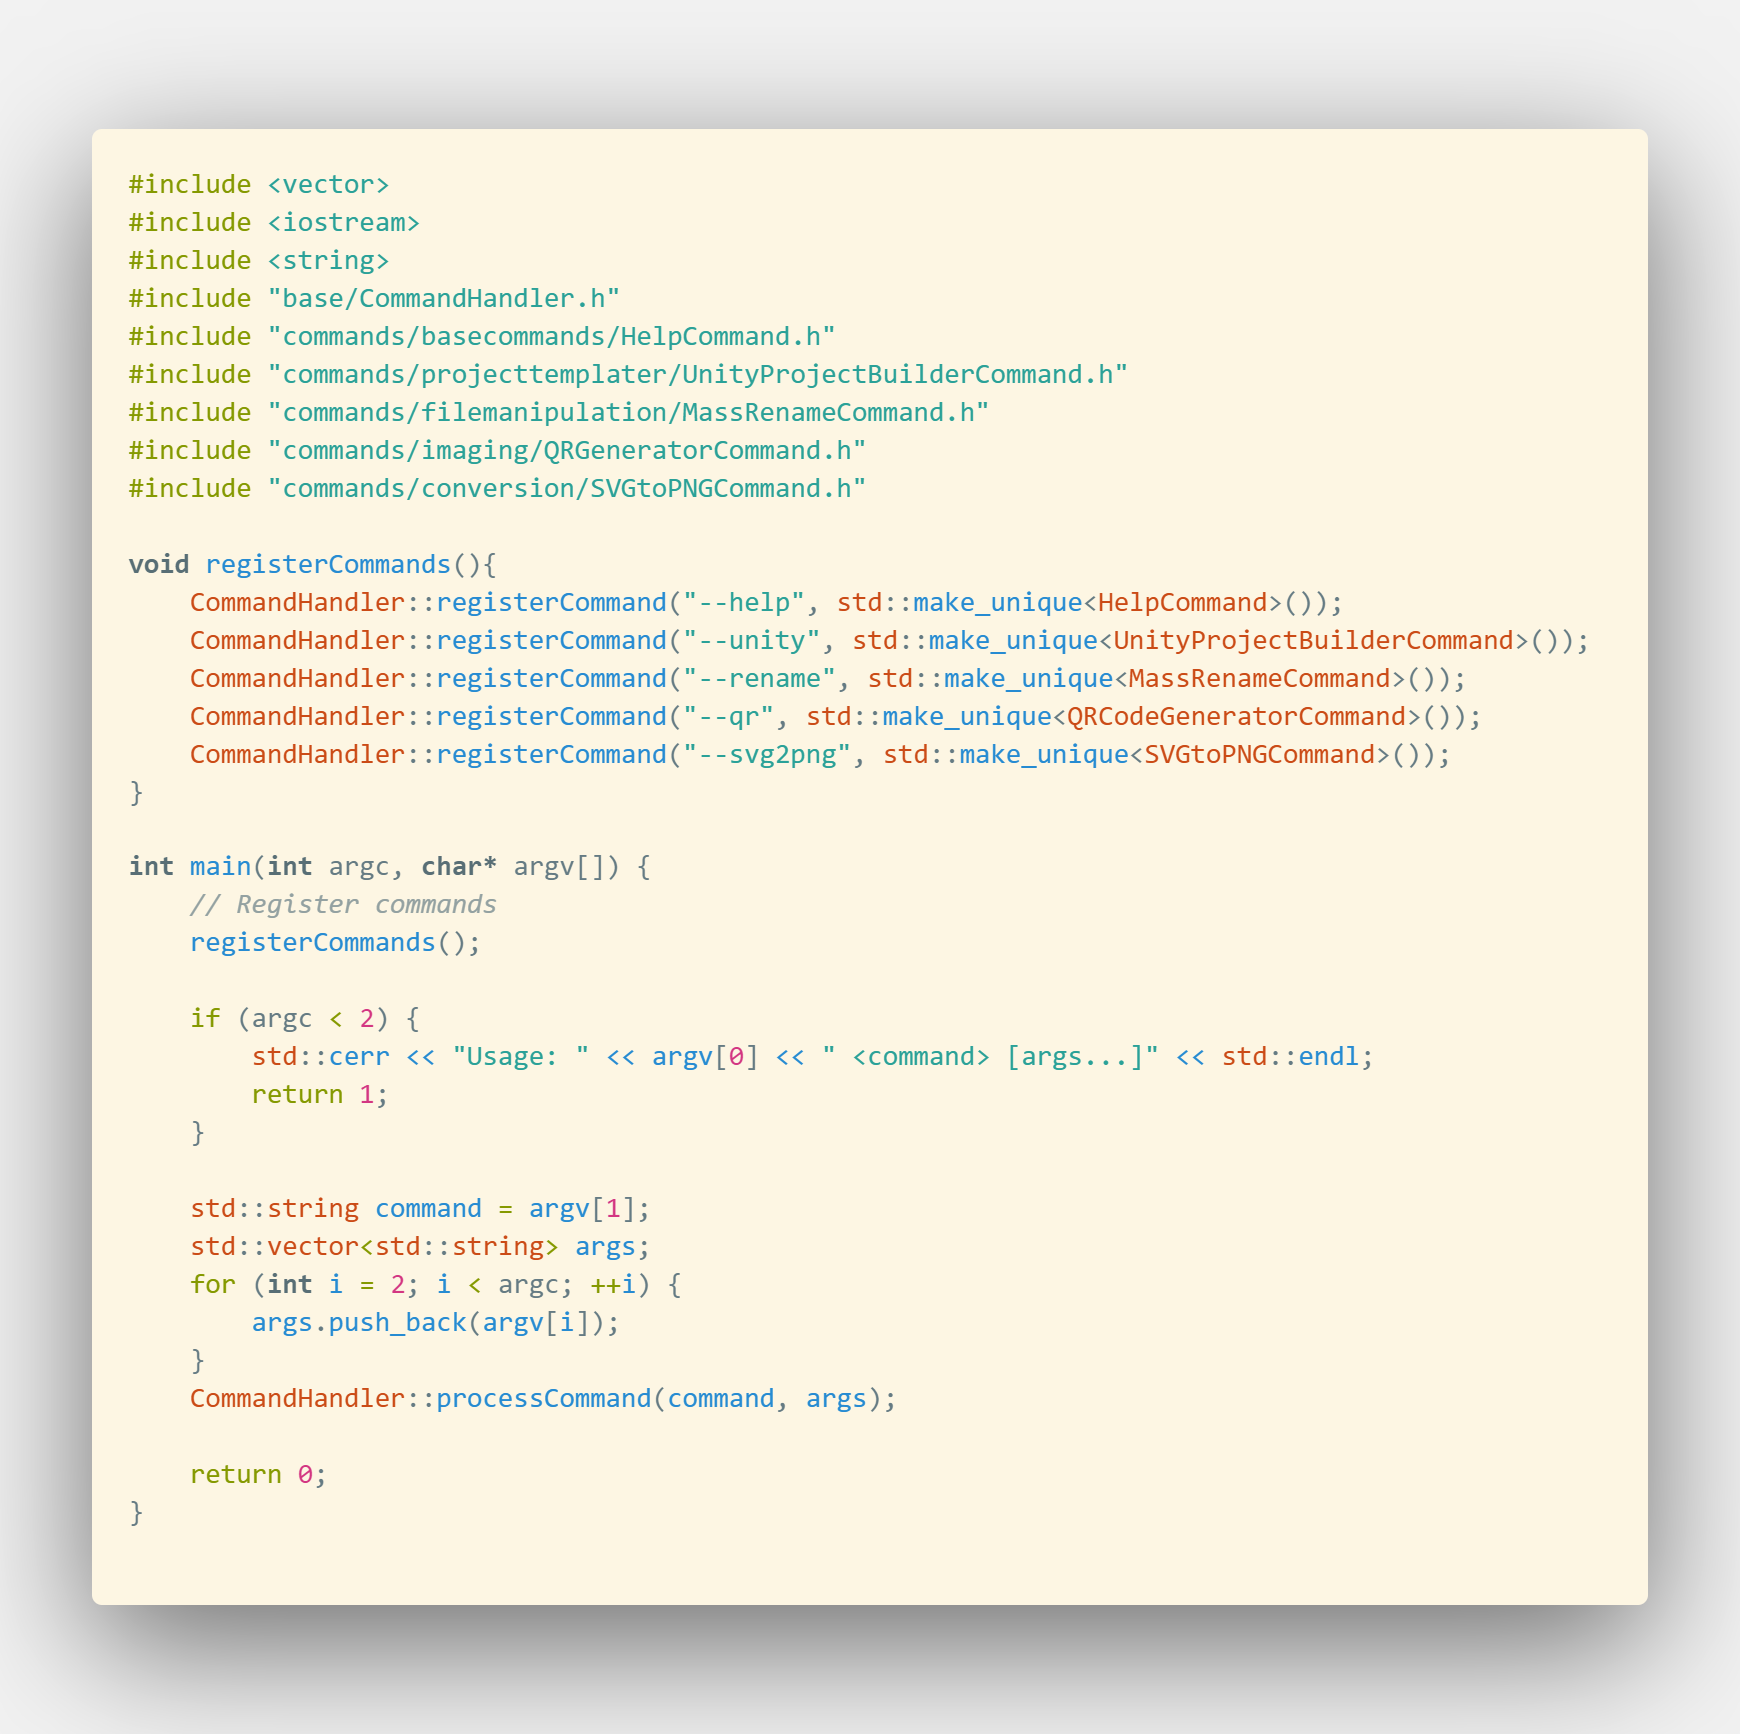 #include <vector>
#include <iostream>
#include <string>
#include "base/CommandHandler.h"
#include "commands/basecommands/HelpCommand.h"
#include "commands/projecttemplater/UnityProjectBuilderCommand.h"
#include "commands/filemanipulation/MassRenameCommand.h"
#include "commands/imaging/QRGeneratorCommand.h"
#include "commands/conversion/SVGtoPNGCommand.h"

void registerCommands(){
    CommandHandler::registerCommand("--help", std::make_unique<HelpCommand>());
    CommandHandler::registerCommand("--unity", std::make_unique<UnityProjectBuilderCommand>());
    CommandHandler::registerCommand("--rename", std::make_unique<MassRenameCommand>());
    CommandHandler::registerCommand("--qr", std::make_unique<QRCodeGeneratorCommand>());
    CommandHandler::registerCommand("--svg2png", std::make_unique<SVGtoPNGCommand>());
}

int main(int argc, char* argv[]) {
    // Register commands
    registerCommands();

    if (argc < 2) {
        std::cerr << "Usage: " << argv[0] << " <command> [args...]" << std::endl;
        return 1;
    }

    std::string command = argv[1];
    std::vector<std::string> args;
    for (int i = 2; i < argc; ++i) {
        args.push_back(argv[i]);
    }
    CommandHandler::processCommand(command, args);

    return 0;
}